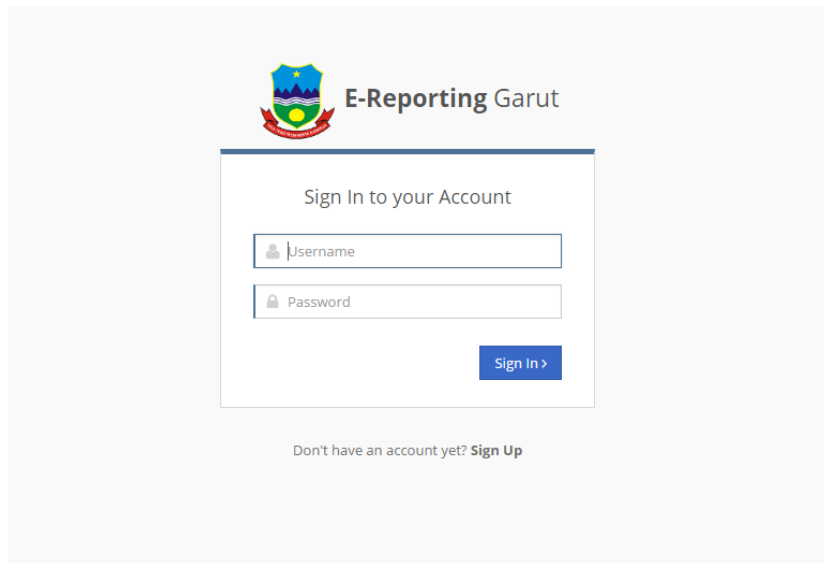 E-Reporting Garut
Sign In to your Account
Username
Password
Sign In ›
Don't have an account yet? Sign Up